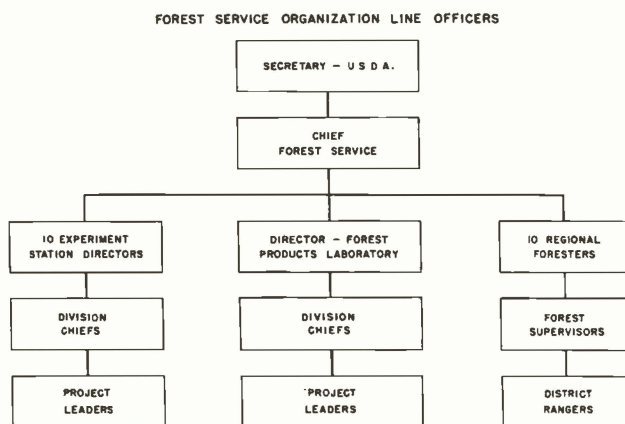 FOREST SERVICE ORGANIZATION LINE OFFICERS
SECRETARY – U S D A.
CHIEF
FOREST SERVICE
10 EXPERIMENT
STATION DIRECTORS
DIRECTOR – FOREST
PRODUCTS LABORATORY
10 REGIONAL
FORESTERS
DIVISION
CHIEFS
DIVISION
CHIEFS
FOREST
SUPERVISORS
PROJECT
LEADERS
PROJECT
LEADERS
DISTRICT
RANGERS